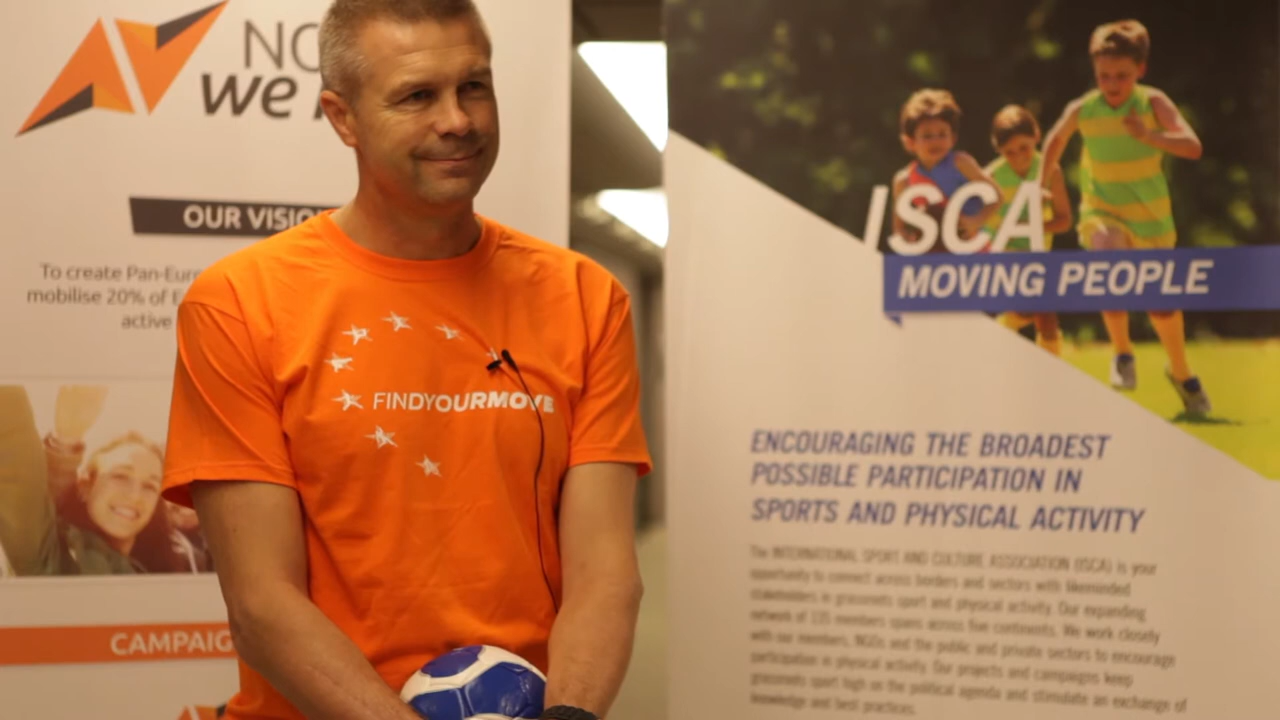 NO
we
OUR VISIO
To create Pan-Eur
mobilise 20% of E
active
CAMPAIG
FINDYOURMOVE
ISCA
MOVING PEOPLE
ENCOURAGING THE BROADEST
POSSIBLE PARTICIPATION IN
SPORTS AND PHYSICAL ACTIVITY
The INTERNATIONAL SPORT AND CULTURE ASSOCIATION (ISCA) is your
opportunity to connect across borders and sectors with likeminded
stakeholders in grassroots sport and physical activity. Our expanding
network of 135 members spans across five continents. We work closely
with our members, NGOs and the public and private sectors to encourage
participation in physical activity. Our projects and campaigns keep
grassroots sport high on the political agenda and stimulate an exchange of
knowledge and best practices.